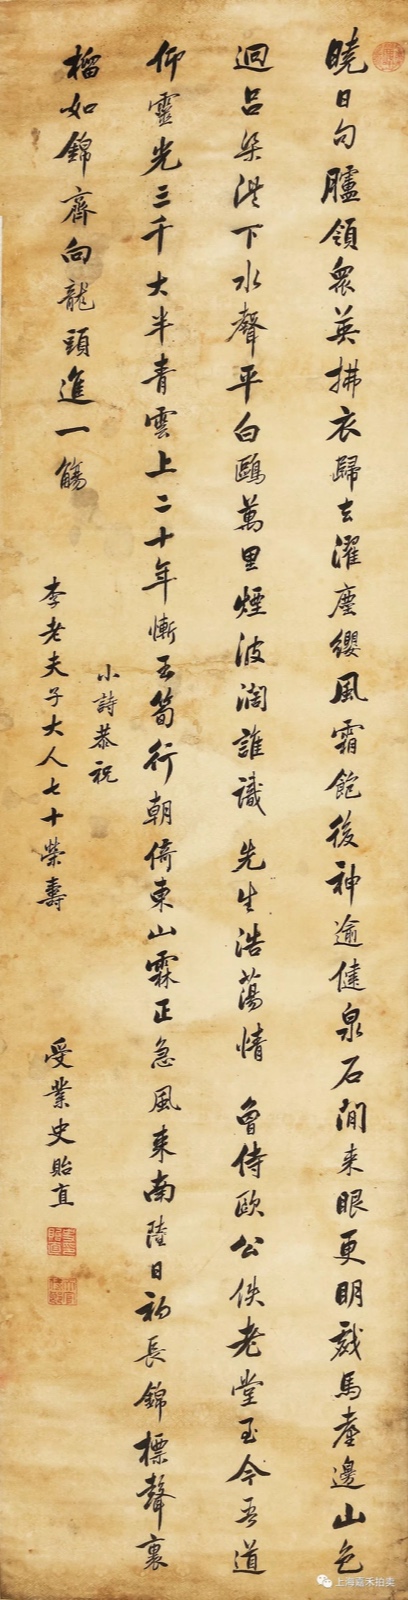 曉日句臚領衆英拂衣歸去濯塵纓風霜飽後神逾健泉石閒来眼更明戲馬臺邊山色
迴呂梁洪下水聲平白鷗萬里煙波闊誰識先生浩蕩情曾侍歐公佚老堂至今吾道
仰靈光三千大半青雲上二十年慚玉筍行朝倚東山霖正急風来南陸日初長錦標聲裏
榴如錦齊向龍頭進一觴
小詩恭祝
李老夫子大人七十榮壽
受業史貽直
上海嘉禾拍卖